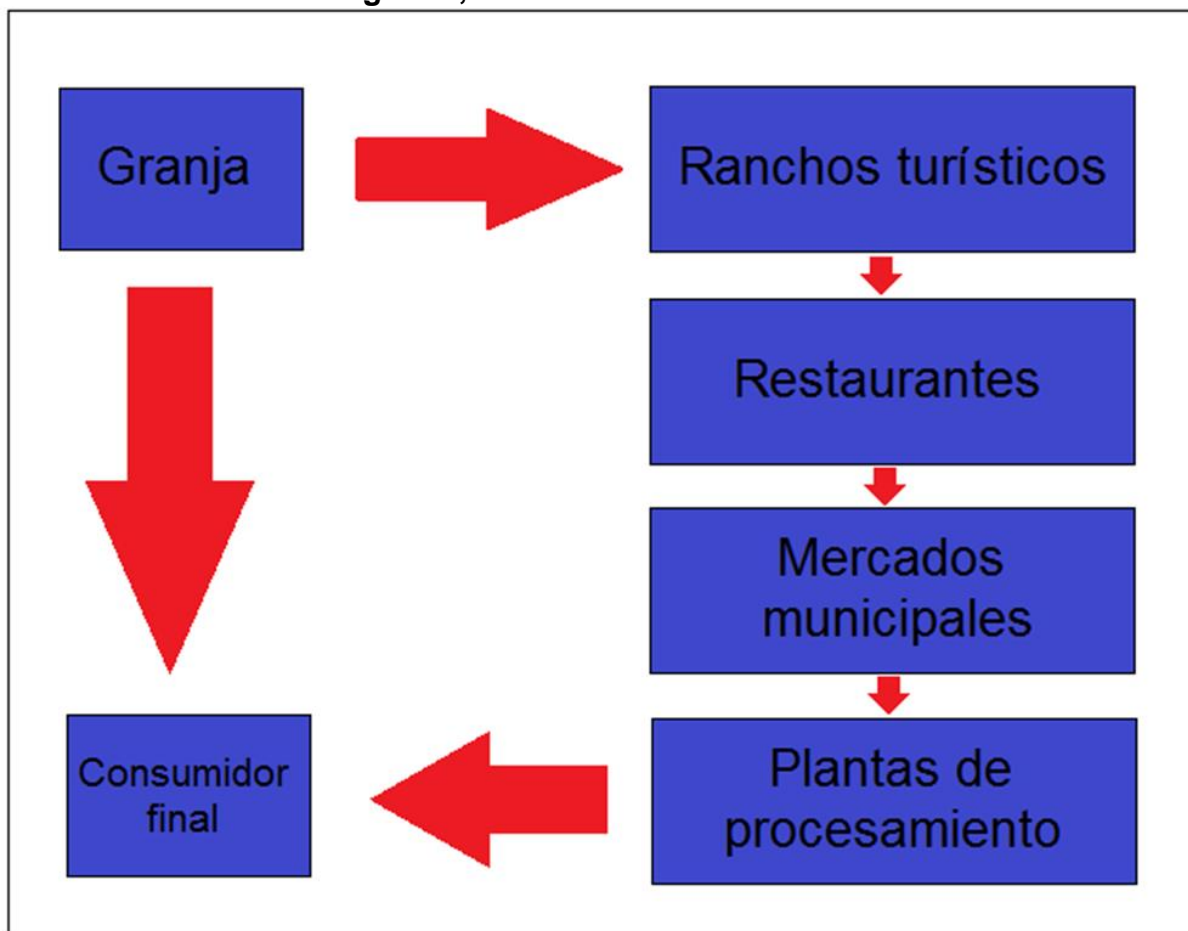 Granja
Ranchos turísticos
Restaurantes
Mercados
municipales
Plantas de
procesamiento
Consumidor
final